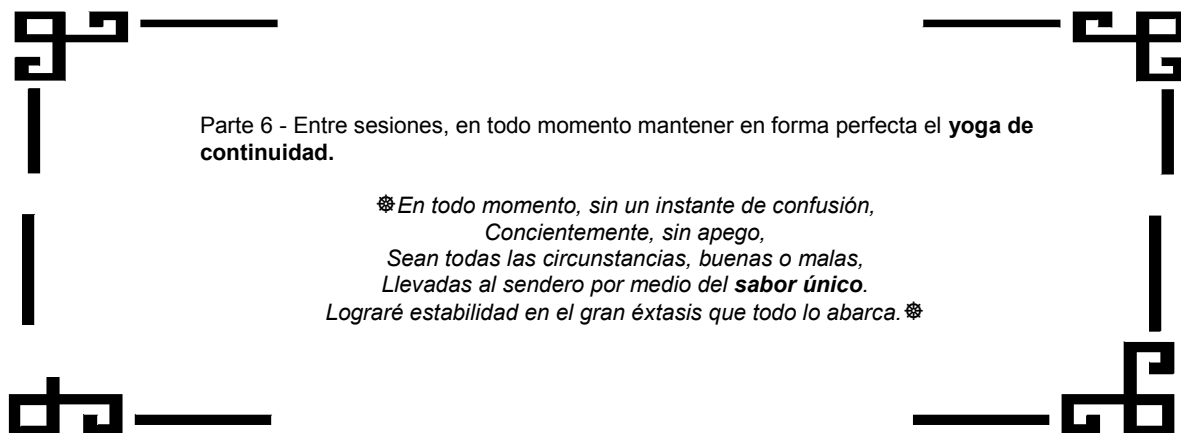 Parte 6 - Entre sesiones, en todo momento mantener en forma perfecta el yoga de
continuidad.
☸En todo momento, sin un instante de confusión,
Concientemente, sin apego,
Sean todas las circunstancias, buenas o malas,
Llevadas al sendero por medio del sabor único.
Lograré estabilidad en el gran éxtasis que todo lo abarca.☸